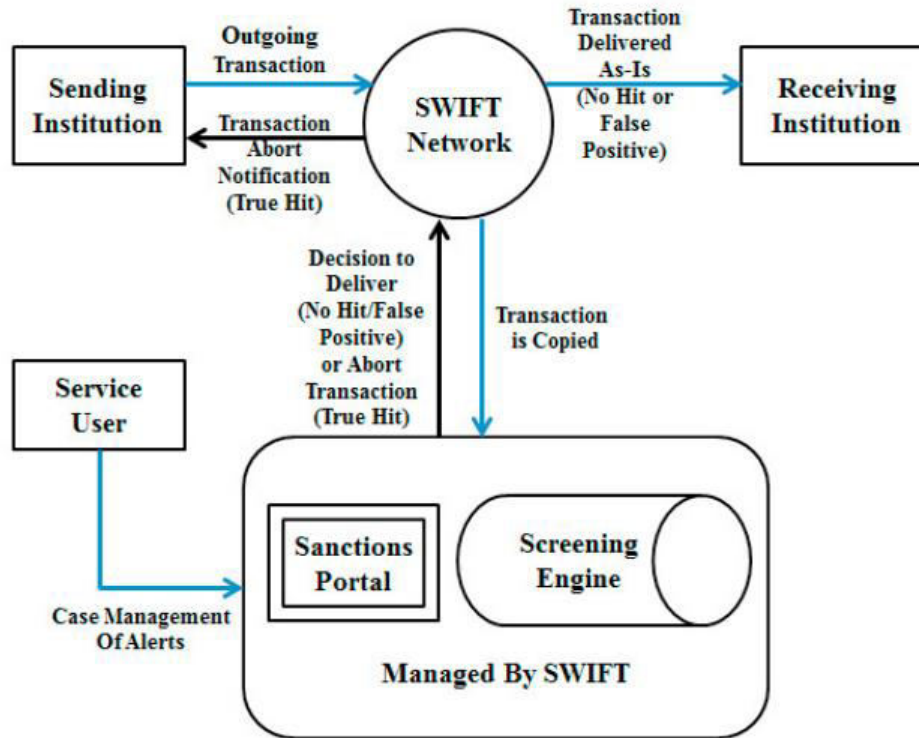 Outgoing
Transaction
Sending
Institution
Transaction
Abort
Notification
(True Hit)
SWIFT
Network
Transaction
Delivered
As-Is
(No Hit or
False
Positive)
Receiving
Institution
Decision to
Deliver
(No Hit/False
Positive)
or Abort
Transaction
(True Hit)
Transaction
is Copied
Service
User
Case Management
Of Alerts
Sanctions
Portal
Screening
Engine
Managed By SWIFT